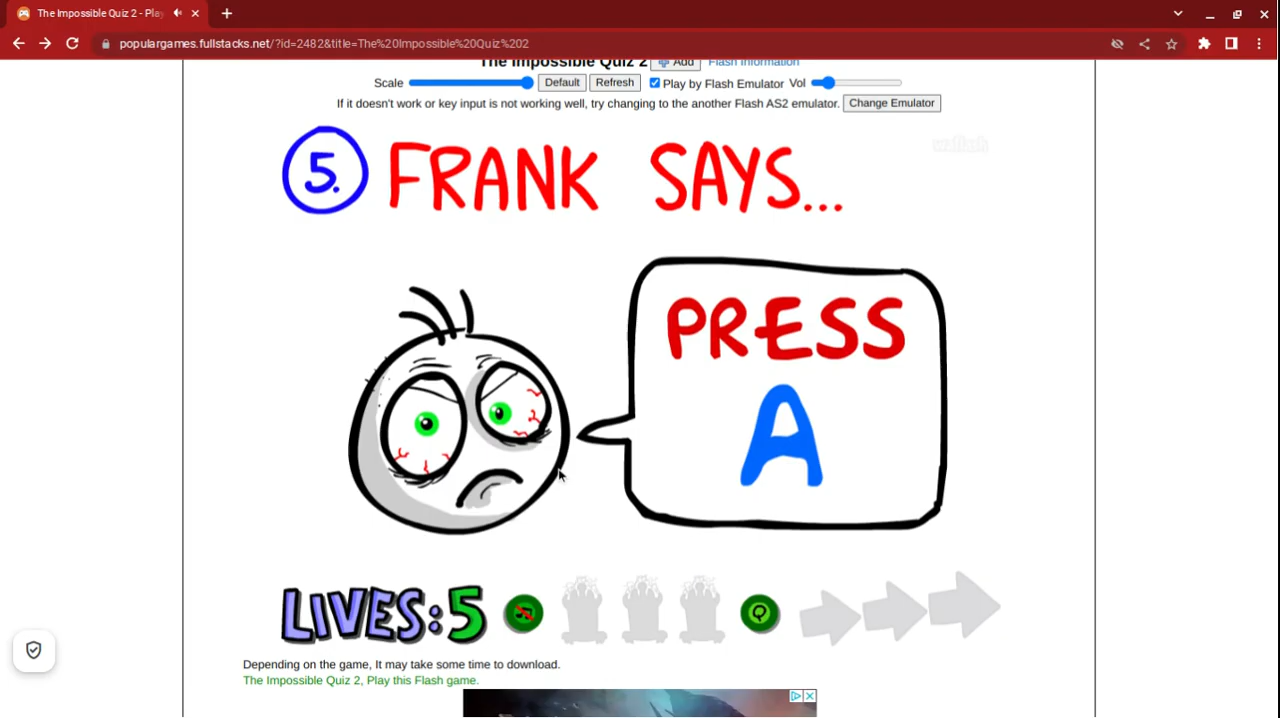 The Impossible Quiz 2 - Play
popular​games.fullstacks.net/?id=2482&title=The%20Impossible%20Quiz%202
The Impossible Quiz 2 Add Flash Information
Scale Default Refresh Play by Flash Emulator Vol
If it doesn't work or key input is not working well, try changing to the another Flash AS2 emulator. Change Emulator
5. FRANK SAYS...
PRESS
A
LIVES:5
Depending on the game, It may take some time to download.
The Impossible Quiz 2, Play this Flash game.